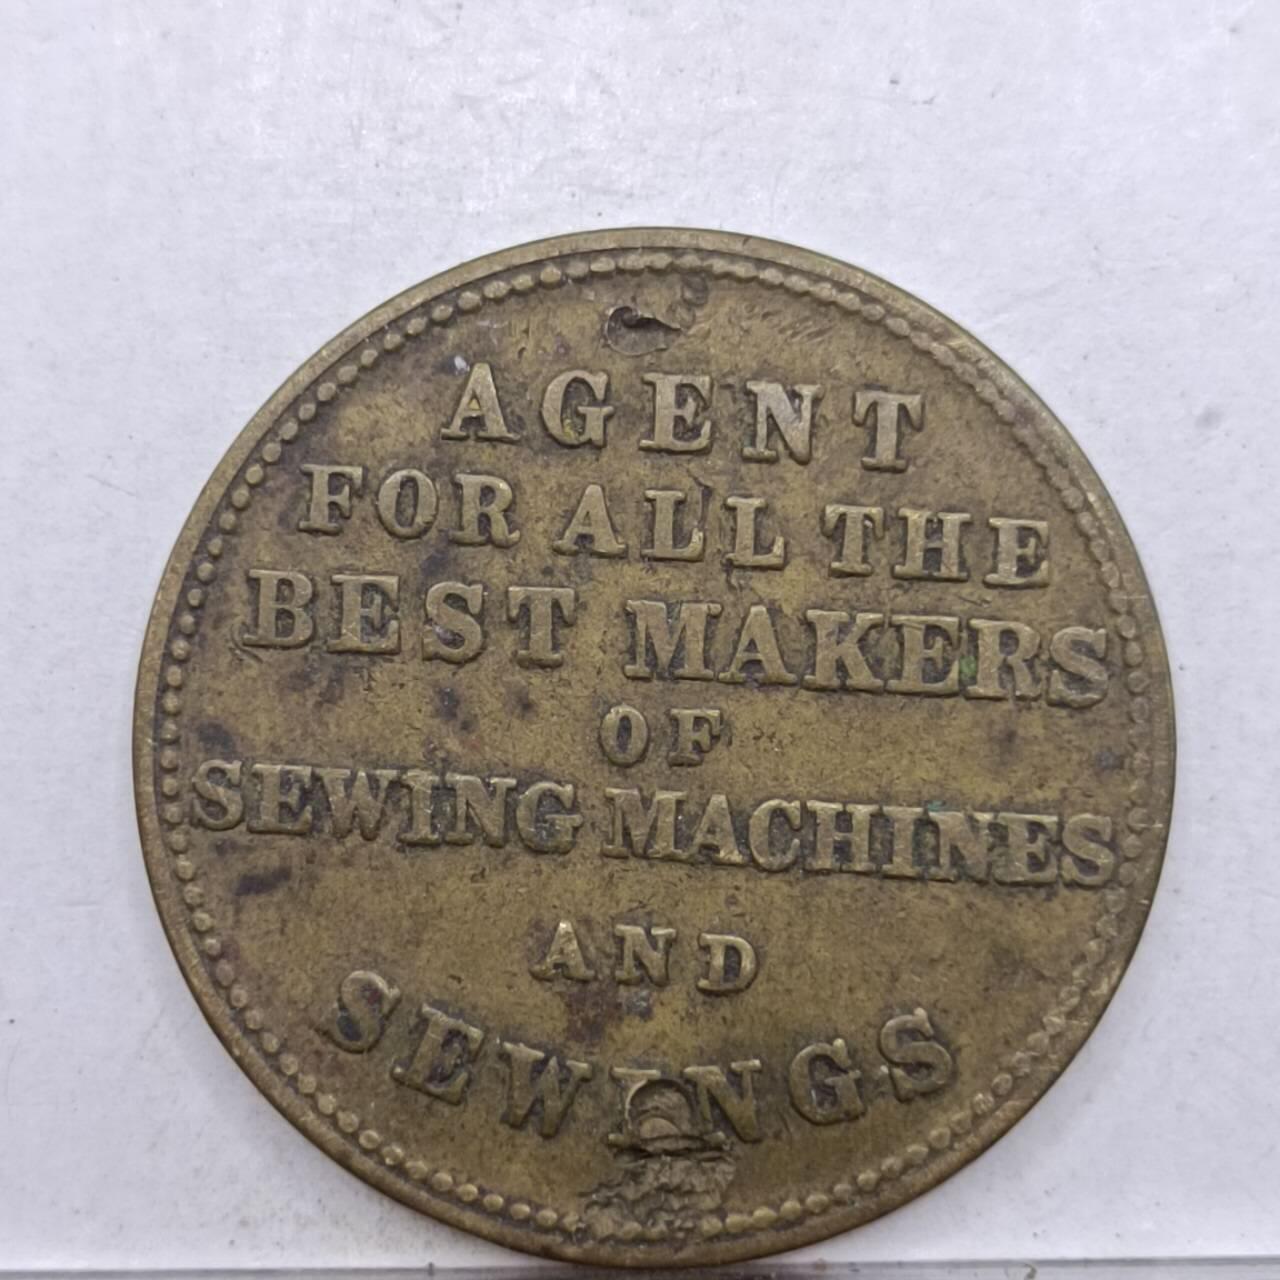 AGENT
FOR ALL THE
BEST MAKERS
OF
SEWING MACHINES
AND
SEWINGS